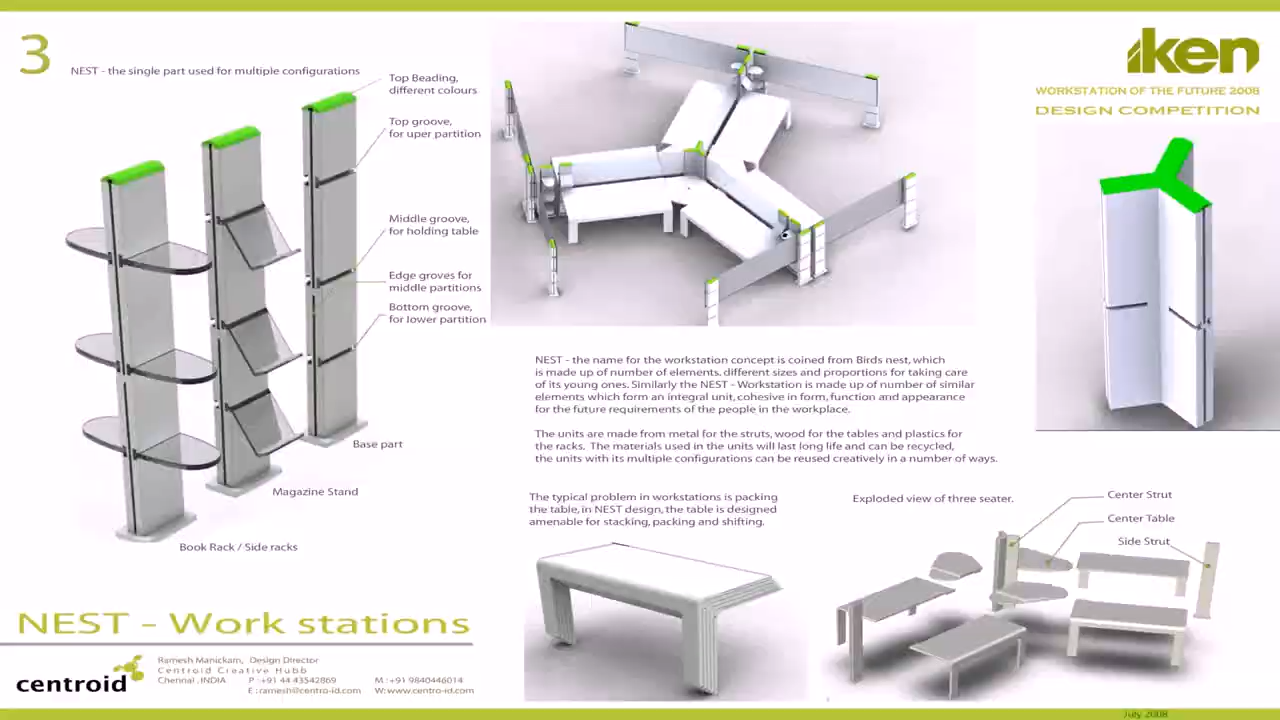 3
NEST - the single part used for multiple configurations
Top Beading,
different colours
Top groove,
for uper partition
Middle groove,
for holding table
Edge groves for
middle partitions
Bottom groove,
for lower partition
Base part
Magazine Stand
Book Rack / Side racks
iken
WORKSTATION OF THE FUTURE 2008
DESIGN COMPETITION
NEST - the name for the workstation concept is coined from Birds nest, which
is made up of number of elements. different sizes and proportions for taking care
of its young ones. Similarly the NEST - Workstation is made up of number of similar
elements which form an integral unit, cohesive in form, function and appearance
for the future requirements of the people in the workplace.
The units are made from metal for the struts, wood for the tables and plastics for
the racks. The materials used in the units will last long life and can be recycled,
the units with its multiple configurations can be reused creatively in a number of ways.
The typical problem in workstations is packing
the table, in NEST design, the table is designed
amenable for stacking, packing and shifting.
Exploded view of three seater.
Center Strut
Center Table
Side Strut
NEST - Work stations
centroid
Ramesh Manickam, Design Director
Centroid Creative Hubb
Chennai , INDIA P : +91 44 43542869 M : +91 9840446014
E : ramesh@centro-id.com W: www.centro-id.com
July 2008